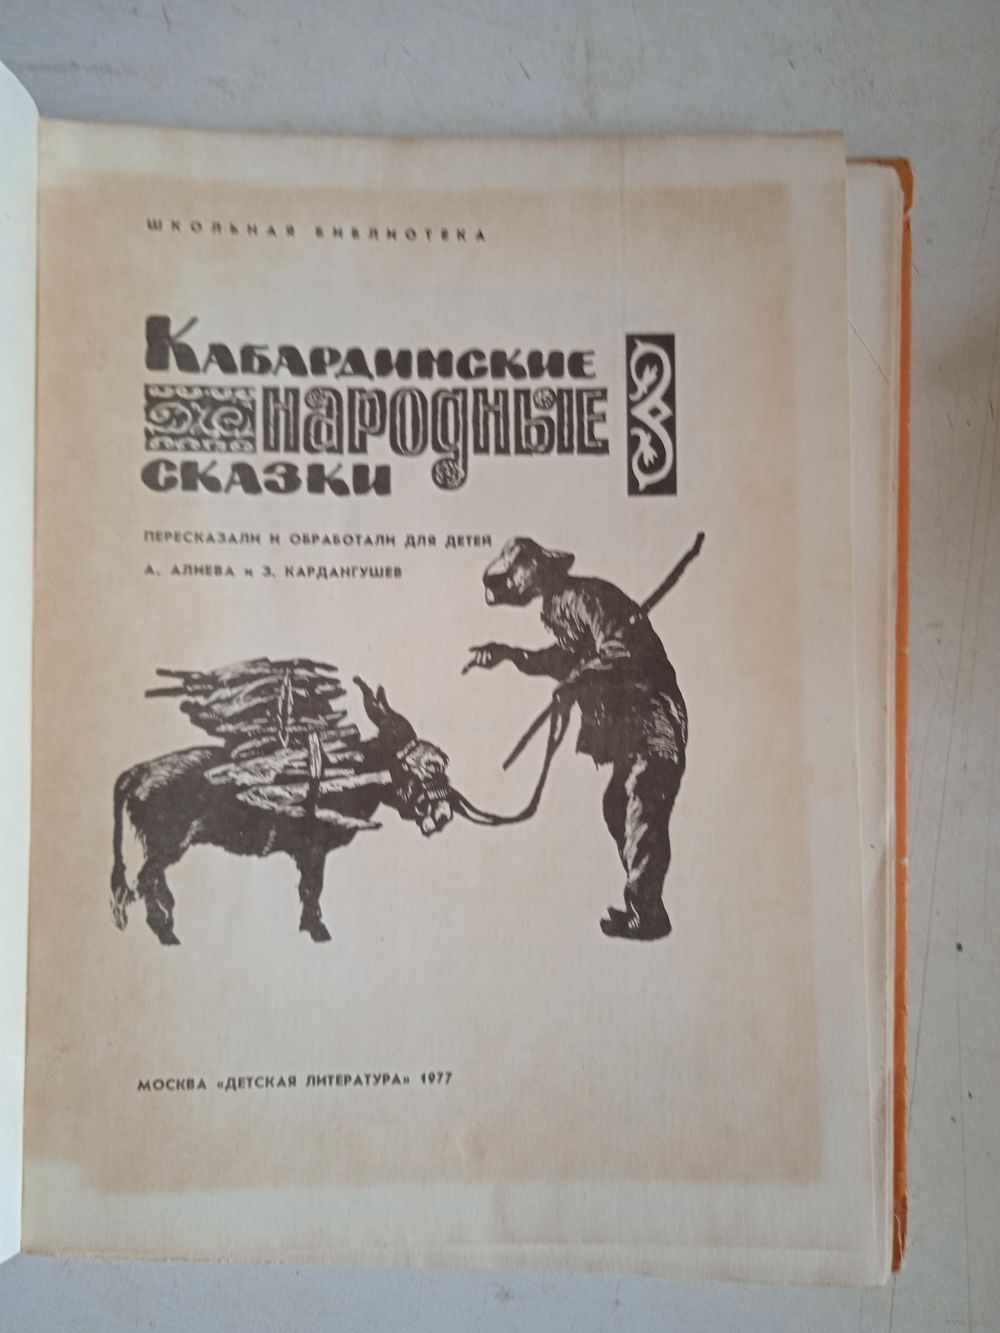 ШКОЛЬНАЯ БИБЛИОТЕКА
КАБАРДИНСКИЕ
НАРОДНЫЕ
СКАЗКИ
ПЕРЕСКАЗАЛИ И ОБРАБОТАЛИ ДЛЯ ДЕТЕЙ
А. АЛИЕВА и З. КАРДАНГУШЕВ
МОСКВА «ДЕТСКАЯ ЛИТЕРАТУРА» 1977